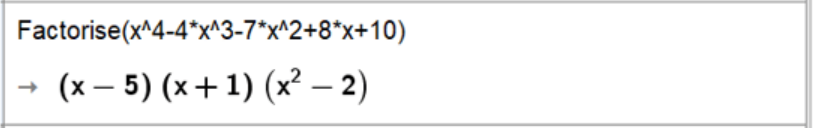 Factorise(x^4-4*x^3-7*x^2+8*x+10)
→ (x − 5) (x + 1) (x² − 2)